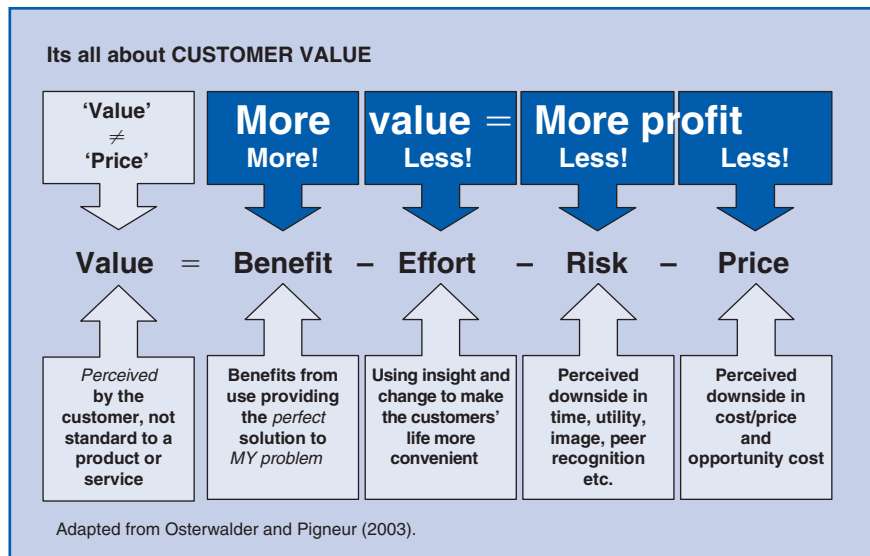 Its all about CUSTOMER VALUE
'Value'
≠
'Price'
More value = More profit
More! Less! Less! Less!
Value = Benefit – Effort – Risk – Price
Perceived
by the
customer, not
standard to a
product or
service
Benefits from
use providing
the perfect
solution to
MY problem
Using insight and
change to make
the customers'
life more
convenient
Perceived
downside in
time, utility,
image, peer
recognition
etc.
Perceived
downside in
cost/price
and
opportunity cost
Adapted from Osterwalder and Pigneur (2003).